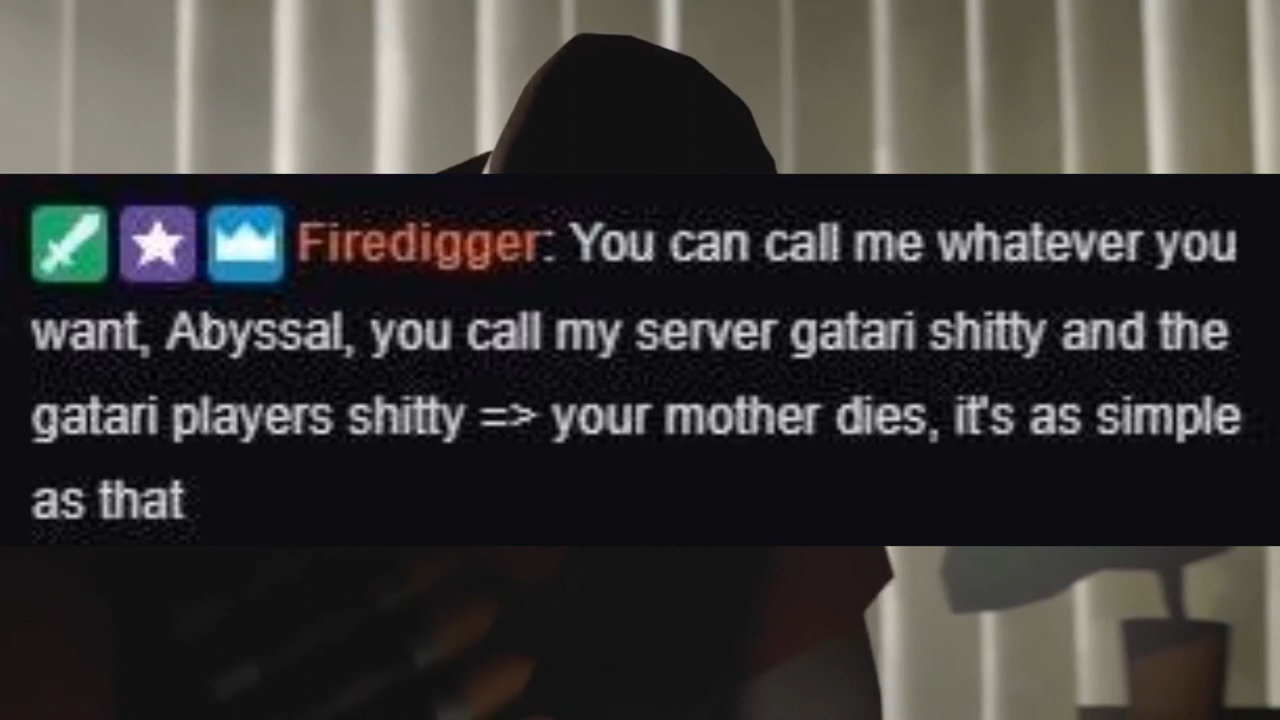 Firedigger: You can call me whatever you
want, Abyssal, you call my server gatari shitty and the
gatari players shitty => your mother dies, it's as simple
as that